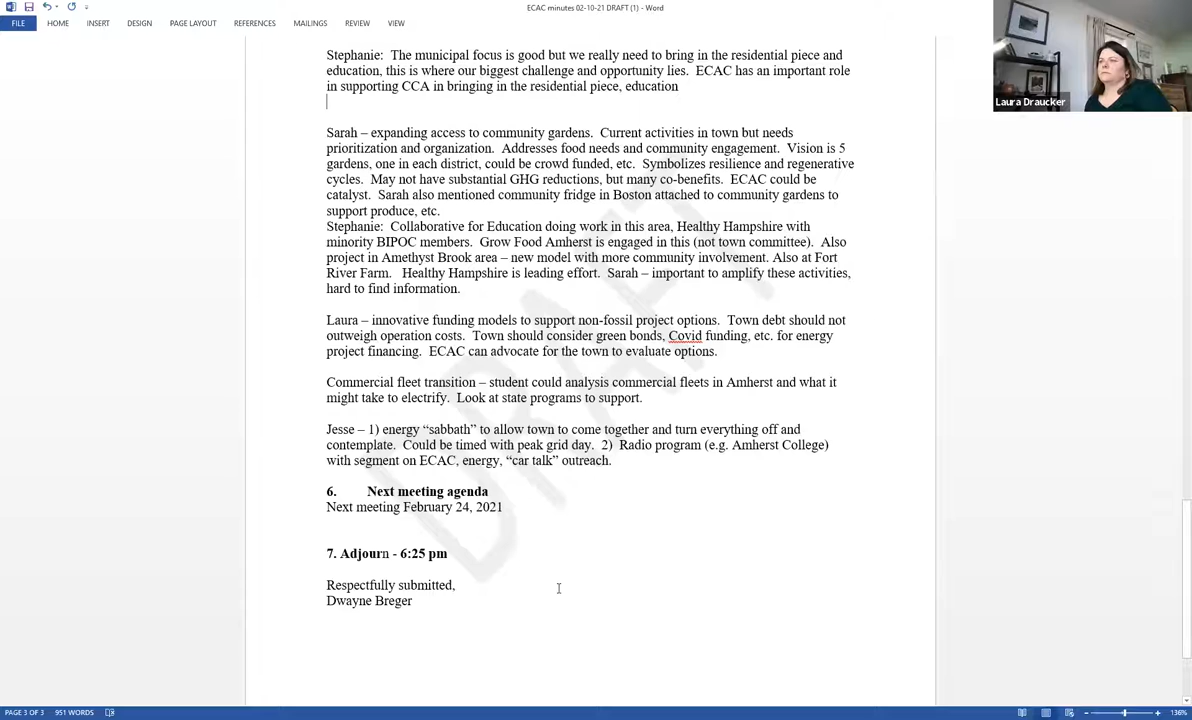 ECAC minutes 02-10-21 DRAFT (1) - Word
FILE HOME INSERT DESIGN PAGE LAYOUT REFERENCES MAILINGS REVIEW VIEW
Laura Draucker
Stephanie: The municipal focus is good but we really need to bring in the residential piece and
education, this is where our biggest challenge and opportunity lies. ECAC has an important role
in supporting CCA in bringing in the residential piece, education
Sarah – expanding access to community gardens. Current activities in town but needs
prioritization and organization. Addresses food needs and community engagement. Vision is 5
gardens, one in each district, could be crowd funded, etc. Symbolizes resilience and regenerative
cycles. May not have substantial GHG reductions, but many co-benefits. ECAC could be
catalyst. Sarah also mentioned community fridge in Boston attached to community gardens to
support produce, etc.
Stephanie: Collaborative for Education doing work in this area, Healthy Hampshire with
minority BIPOC members. Grow Food Amherst is engaged in this (not town committee). Also
project in Amethyst Brook area – new model with more community involvement. Also at Fort
River Farm. Healthy Hampshire is leading effort. Sarah – important to amplify these activities,
hard to find information.
Laura – innovative funding models to support non-fossil project options. Town debt should not
outweigh operation costs. Town should consider green bonds, Covid funding, etc. for energy
project financing. ECAC can advocate for the town to evaluate options.
Commercial fleet transition – student could analysis commercial fleets in Amherst and what it
might take to electrify. Look at state programs to support.
Jesse – 1) energy “sabbath” to allow town to come together and turn everything off and
contemplate. Could be timed with peak grid day. 2) Radio program (e.g. Amherst College)
with segment on ECAC, energy, “car talk” outreach.
6. Next meeting agenda
Next meeting February 24, 2021
7. Adjourn - 6:25 pm
Respectfully submitted,
Dwayne Breger
DRAFT
PAGE 3 OF 3 951 WORDS
136%